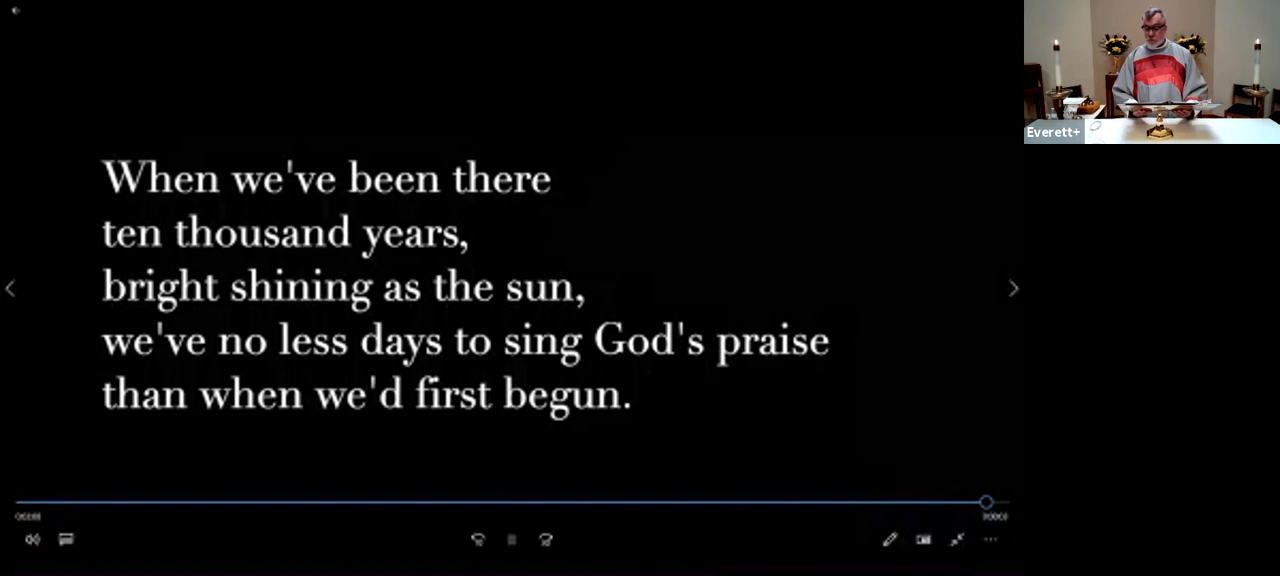 When we've been there
ten thousand years,
bright shining as the sun,
we've no less days to sing God's praise
than when we'd first begun.
Everett+